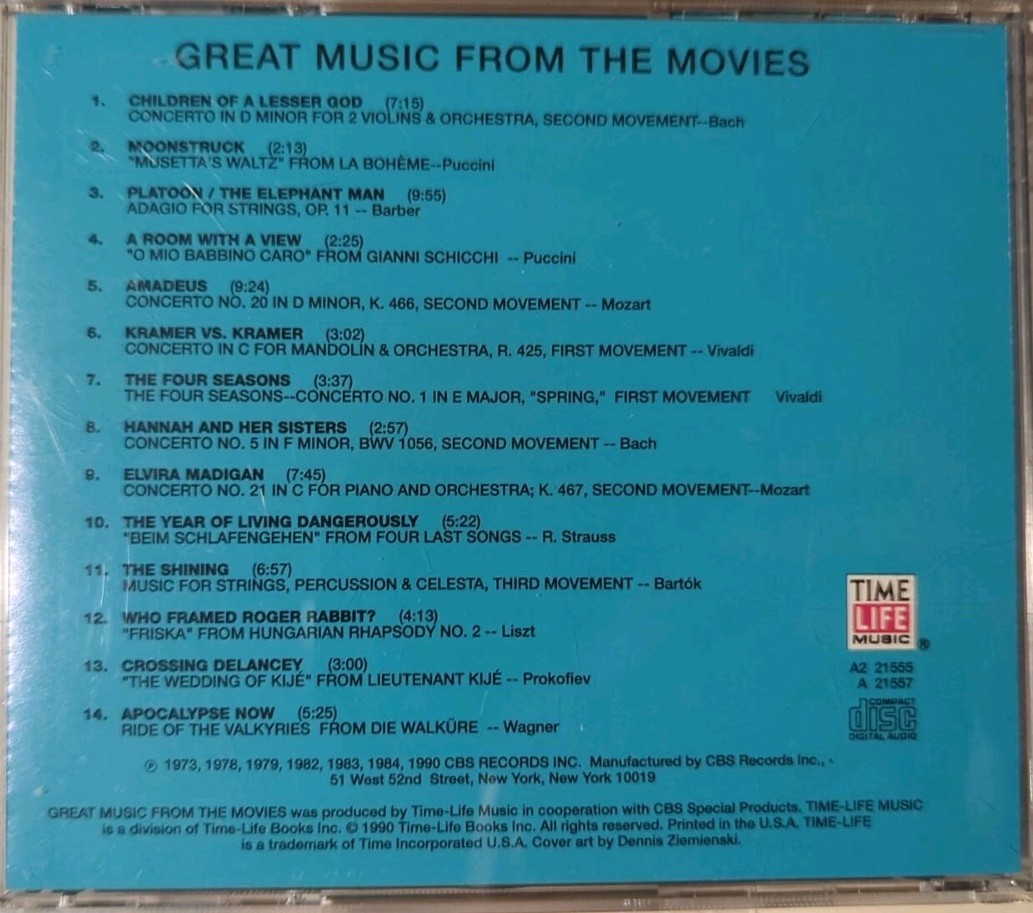 GREAT MUSIC FROM THE MOVIES
1. CHILDREN OF A LESSER GOD (7:15)
CONCERTO IN D MINOR FOR 2 VIOLINS & ORCHESTRA, SECOND MOVEMENT--Bach
2. MOONSTRUCK (2:13)
"MUSETTA'S WALTZ" FROM LA BOHÈME--Puccini
3. PLATOON / THE ELEPHANT MAN (9:55)
ADAGIO FOR STRINGS, OP. 11 -- Barber
4. A ROOM WITH A VIEW (2:25)
"O MIO BABBINO CARO" FROM GIANNI SCHICCHI -- Puccini
5. AMADEUS (9:24)
CONCERTO NO. 20 IN D MINOR, K. 466, SECOND MOVEMENT -- Mozart
6. KRAMER VS. KRAMER (3:02)
CONCERTO IN C FOR MANDOLIN & ORCHESTRA, R. 425, FIRST MOVEMENT -- Vivaldi
7. THE FOUR SEASONS (3:37)
THE FOUR SEASONS--CONCERTO NO. 1 IN E MAJOR, "SPRING," FIRST MOVEMENT Vivaldi
8. HANNAH AND HER SISTERS (2:57)
CONCERTO NO. 5 IN F MINOR, BWV 1056, SECOND MOVEMENT -- Bach
9. ELVIRA MADIGAN (7:45)
CONCERTO NO. 21 IN C FOR PIANO AND ORCHESTRA; K. 467, SECOND MOVEMENT--Mozart
10. THE YEAR OF LIVING DANGEROUSLY (5:22)
"BEIM SCHLAFENGEHEN" FROM FOUR LAST SONGS -- R. Strauss
11. THE SHINING (6:57)
MUSIC FOR STRINGS, PERCUSSION & CELESTA, THIRD MOVEMENT -- Bartók
12. WHO FRAMED ROGER RABBIT? (4:13)
"FRISKA" FROM HUNGARIAN RHAPSODY NO. 2 -- Liszt
13. CROSSING DELANCEY (3:00)
"THE WEDDING OF KIJÉ" FROM LIEUTENANT KIJÉ -- Prokofiev
14. APOCALYPSE NOW (5:25)
RIDE OF THE VALKYRIES FROM DIE WALKÜRE -- Wagner
TIME
LIFE
MUSIC ®
A2 21555
A 21557
COMPACT
disc
DIGITAL AUDIO
℗ 1973, 1978, 1979, 1982, 1983, 1984, 1990 CBS RECORDS INC. Manufactured by CBS Records Inc.,
51 West 52nd Street, New York, New York 10019
GREAT MUSIC FROM THE MOVIES was produced by Time-Life Music in cooperation with CBS Special Products. TIME-LIFE MUSIC
is a division of Time-Life Books Inc. © 1990 Time-Life Books Inc. All rights reserved. Printed in the U.S.A. TIME-LIFE
is a trademark of Time Incorporated U.S.A. Cover art by Dennis Ziemienski.